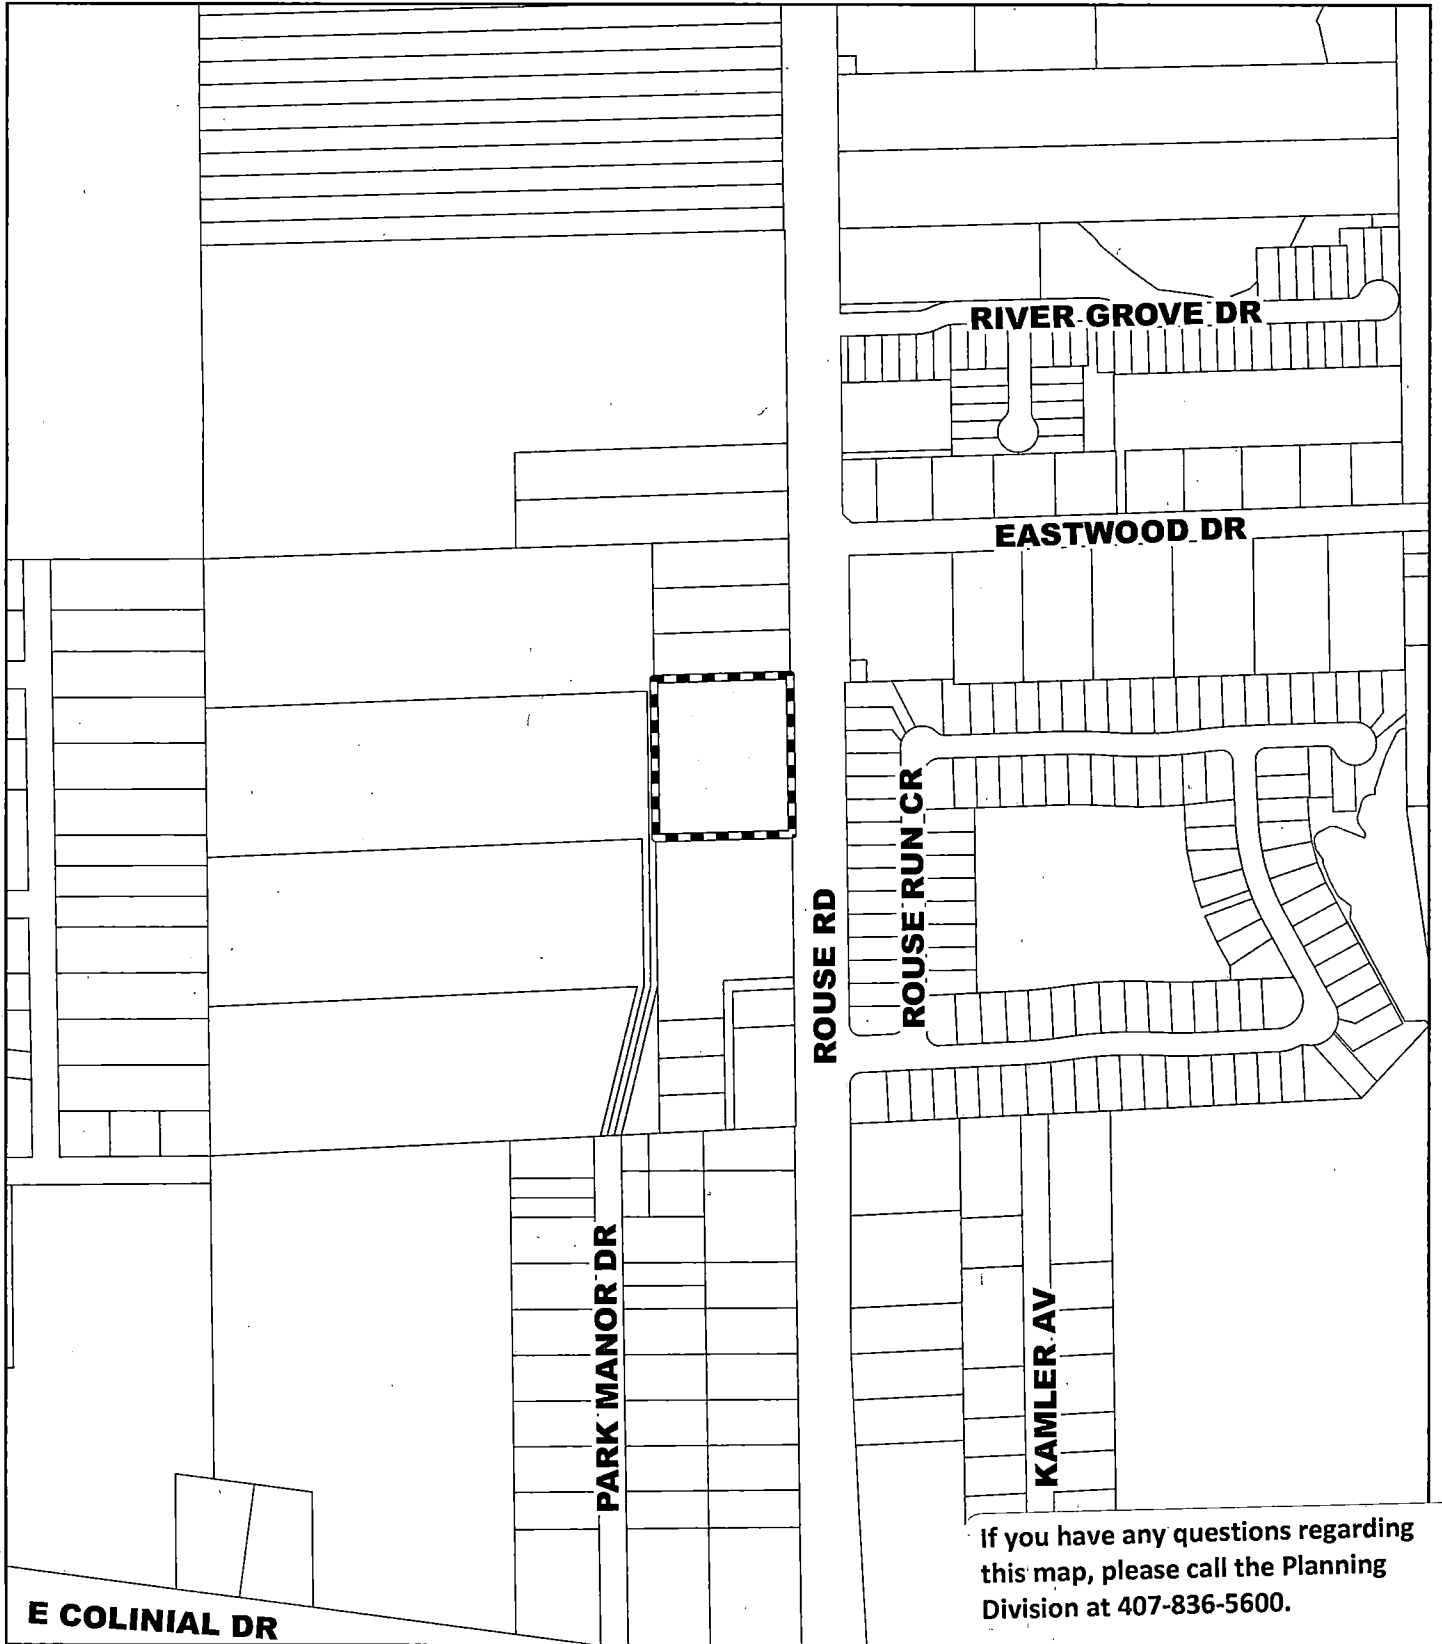 RIVER GROVE DR
EASTWOOD DR
ROUSE RUN CR
ROUSE RD
PARK MANOR DR
KAMLER AV
If you have any questions regarding
this map, please call the Planning
Division at 407-836-5600.
E COLINIAL DR